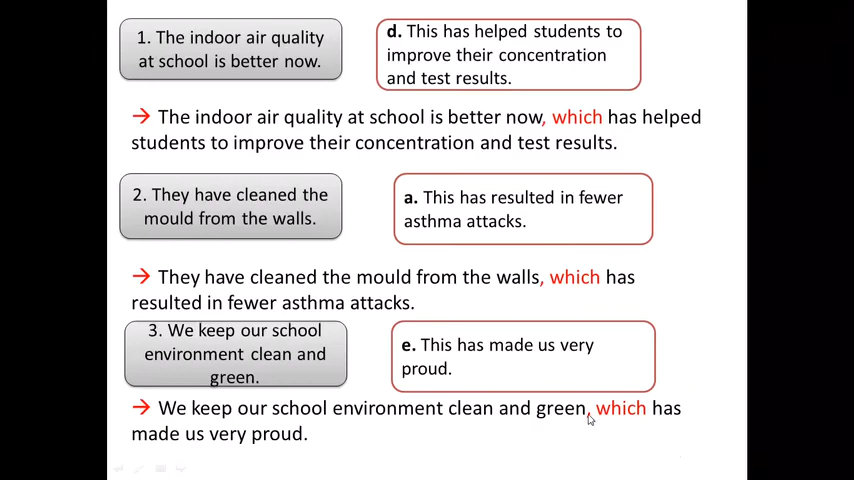 1. The indoor air quality
at school is better now.
d. This has helped students to
improve their concentration
and test results.
→ The indoor air quality at school is better now, which has helped
students to improve their concentration and test results.
2. They have cleaned the
mould from the walls.
a. This has resulted in fewer
asthma attacks.
→ They have cleaned the mould from the walls, which has
resulted in fewer asthma attacks.
3. We keep our school
environment clean and
green.
e. This has made us very
proud.
→ We keep our school environment clean and green, which has
made us very proud.